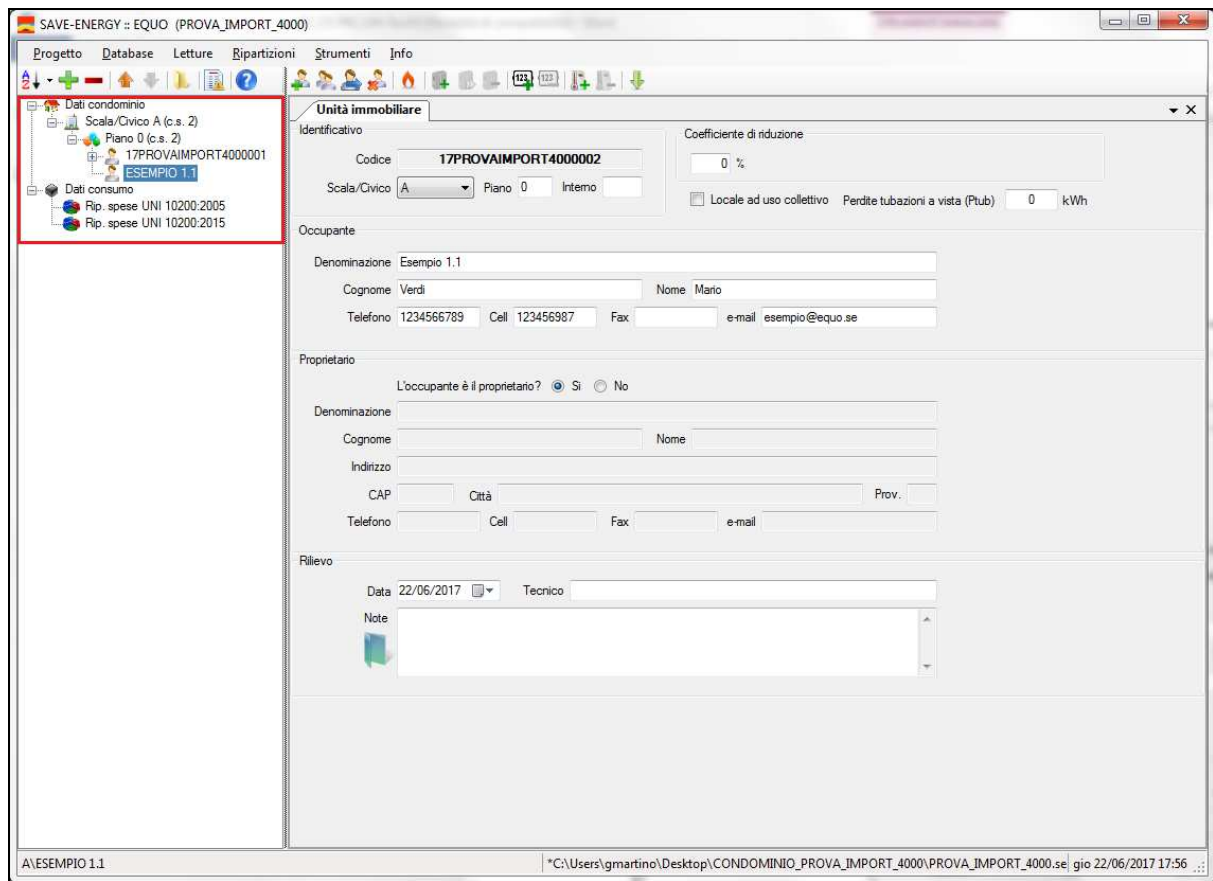 SAVE-ENERGY :: EQUO (PROVA_IMPORT_4000)
Progetto Database Letture Ripartizioni Strumenti Info
Dati condominio
Scala/Civico A (c.s. 2)
Piano 0 (c.s. 2)
17PROVAIMPORT4000001
ESEMPIO 1.1
Dati consumo
Rip. spese UNI 10200:2005
Rip. spese UNI 10200:2015
Unità immobiliare
Identificativo
Codice 17PROVAIMPORT4000002
Scala/Civico A Piano 0 Interno
Coefficiente di riduzione
0 %
Locale ad uso collettivo Perdite tubazioni a vista (Ptub) 0 kWh
Occupante
Denominazione Esempio 1.1
Cognome Verdi Nome Mario
Telefono 1234566789 Cell 123456987 Fax e-mail esempio@equo.se
Proprietario
L'occupante è il proprietario? Sì No
Denominazione
Cognome Nome
Indirizzo
CAP Città Prov.
Telefono Cell Fax e-mail
Rilievo
Data 22/06/2017 Tecnico
Note
A\ESEMPIO 1.1 *C:\Users\gmartino\Desktop\CONDOMINIO_PROVA_IMPORT_4000\PROVA_IMPORT_4000.se gio 22/06/2017 17:56